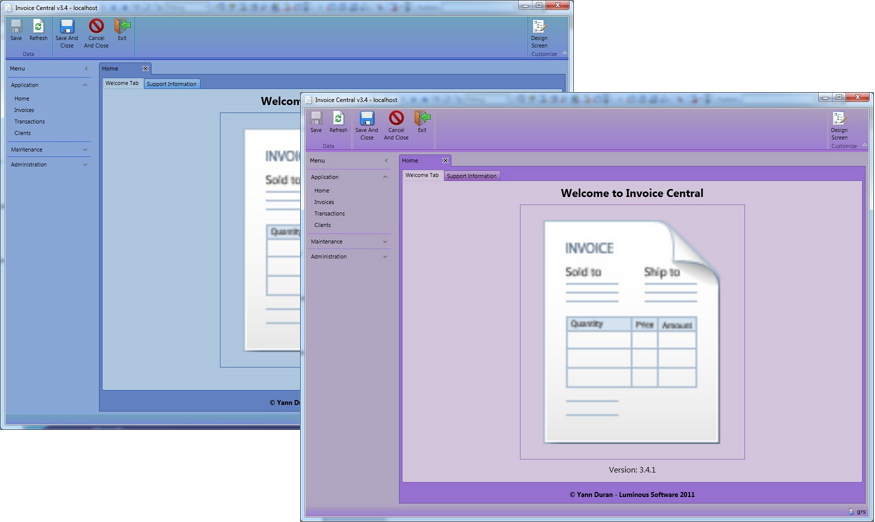 Invoice Central v3.4 - localhost
Save Refresh Save And Close Cancel And Close Exit Design Screen
Data Customize
Menu
Home
Application
Welcome Tab Support Information
Home
Invoices
Transactions
Clients
Maintenance
Administration
Welcom
INVOI
Sold to
Quantity
© Yann Du
Invoice Central v3.4 - localhost
Save Refresh Save And Close Cancel And Close Exit Design Screen
Data Customize
Menu
Home
Application
Welcome Tab Support Information
Home
Invoices
Transactions
Clients
Maintenance
Administration
Welcome to Invoice Central
INVOICE
Sold to Ship to
Quantity Price Amount
Version: 3.4.1
© Yann Duran - Luminous Software 2011
grs